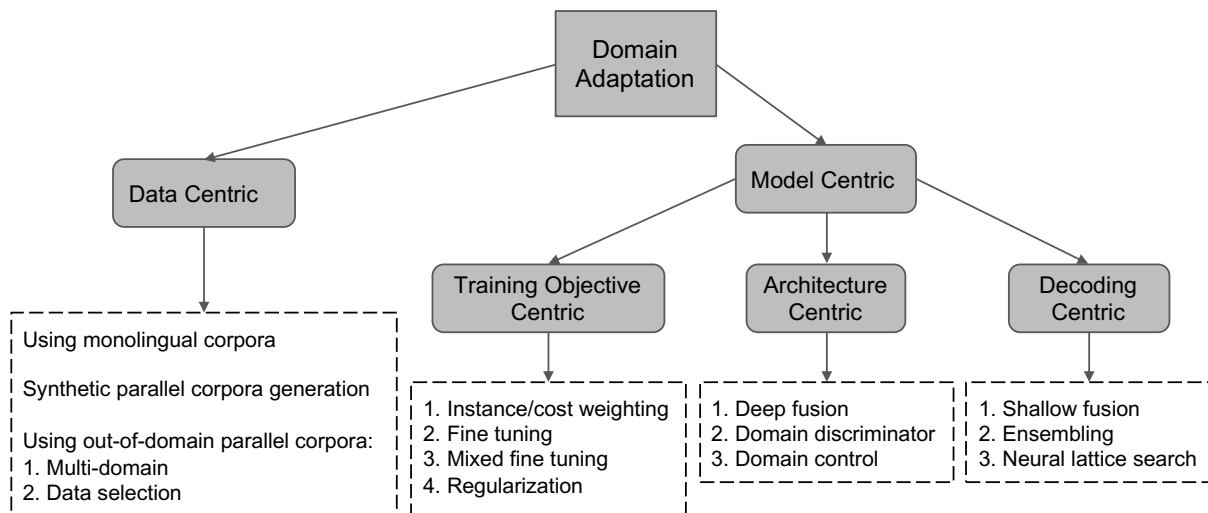 Domain
Adaptation
Data Centric
Model Centric
Training Objective
Centric
Architecture
Centric
Decoding
Centric
Using monolingual corpora
Synthetic parallel corpora generation
Using out-of-domain parallel corpora:
1. Multi-domain
2. Data selection
1. Instance/cost weighting
2. Fine tuning
3. Mixed fine tuning
4. Regularization
1. Deep fusion
2. Domain discriminator
3. Domain control
1. Shallow fusion
2. Ensembling
3. Neural lattice search